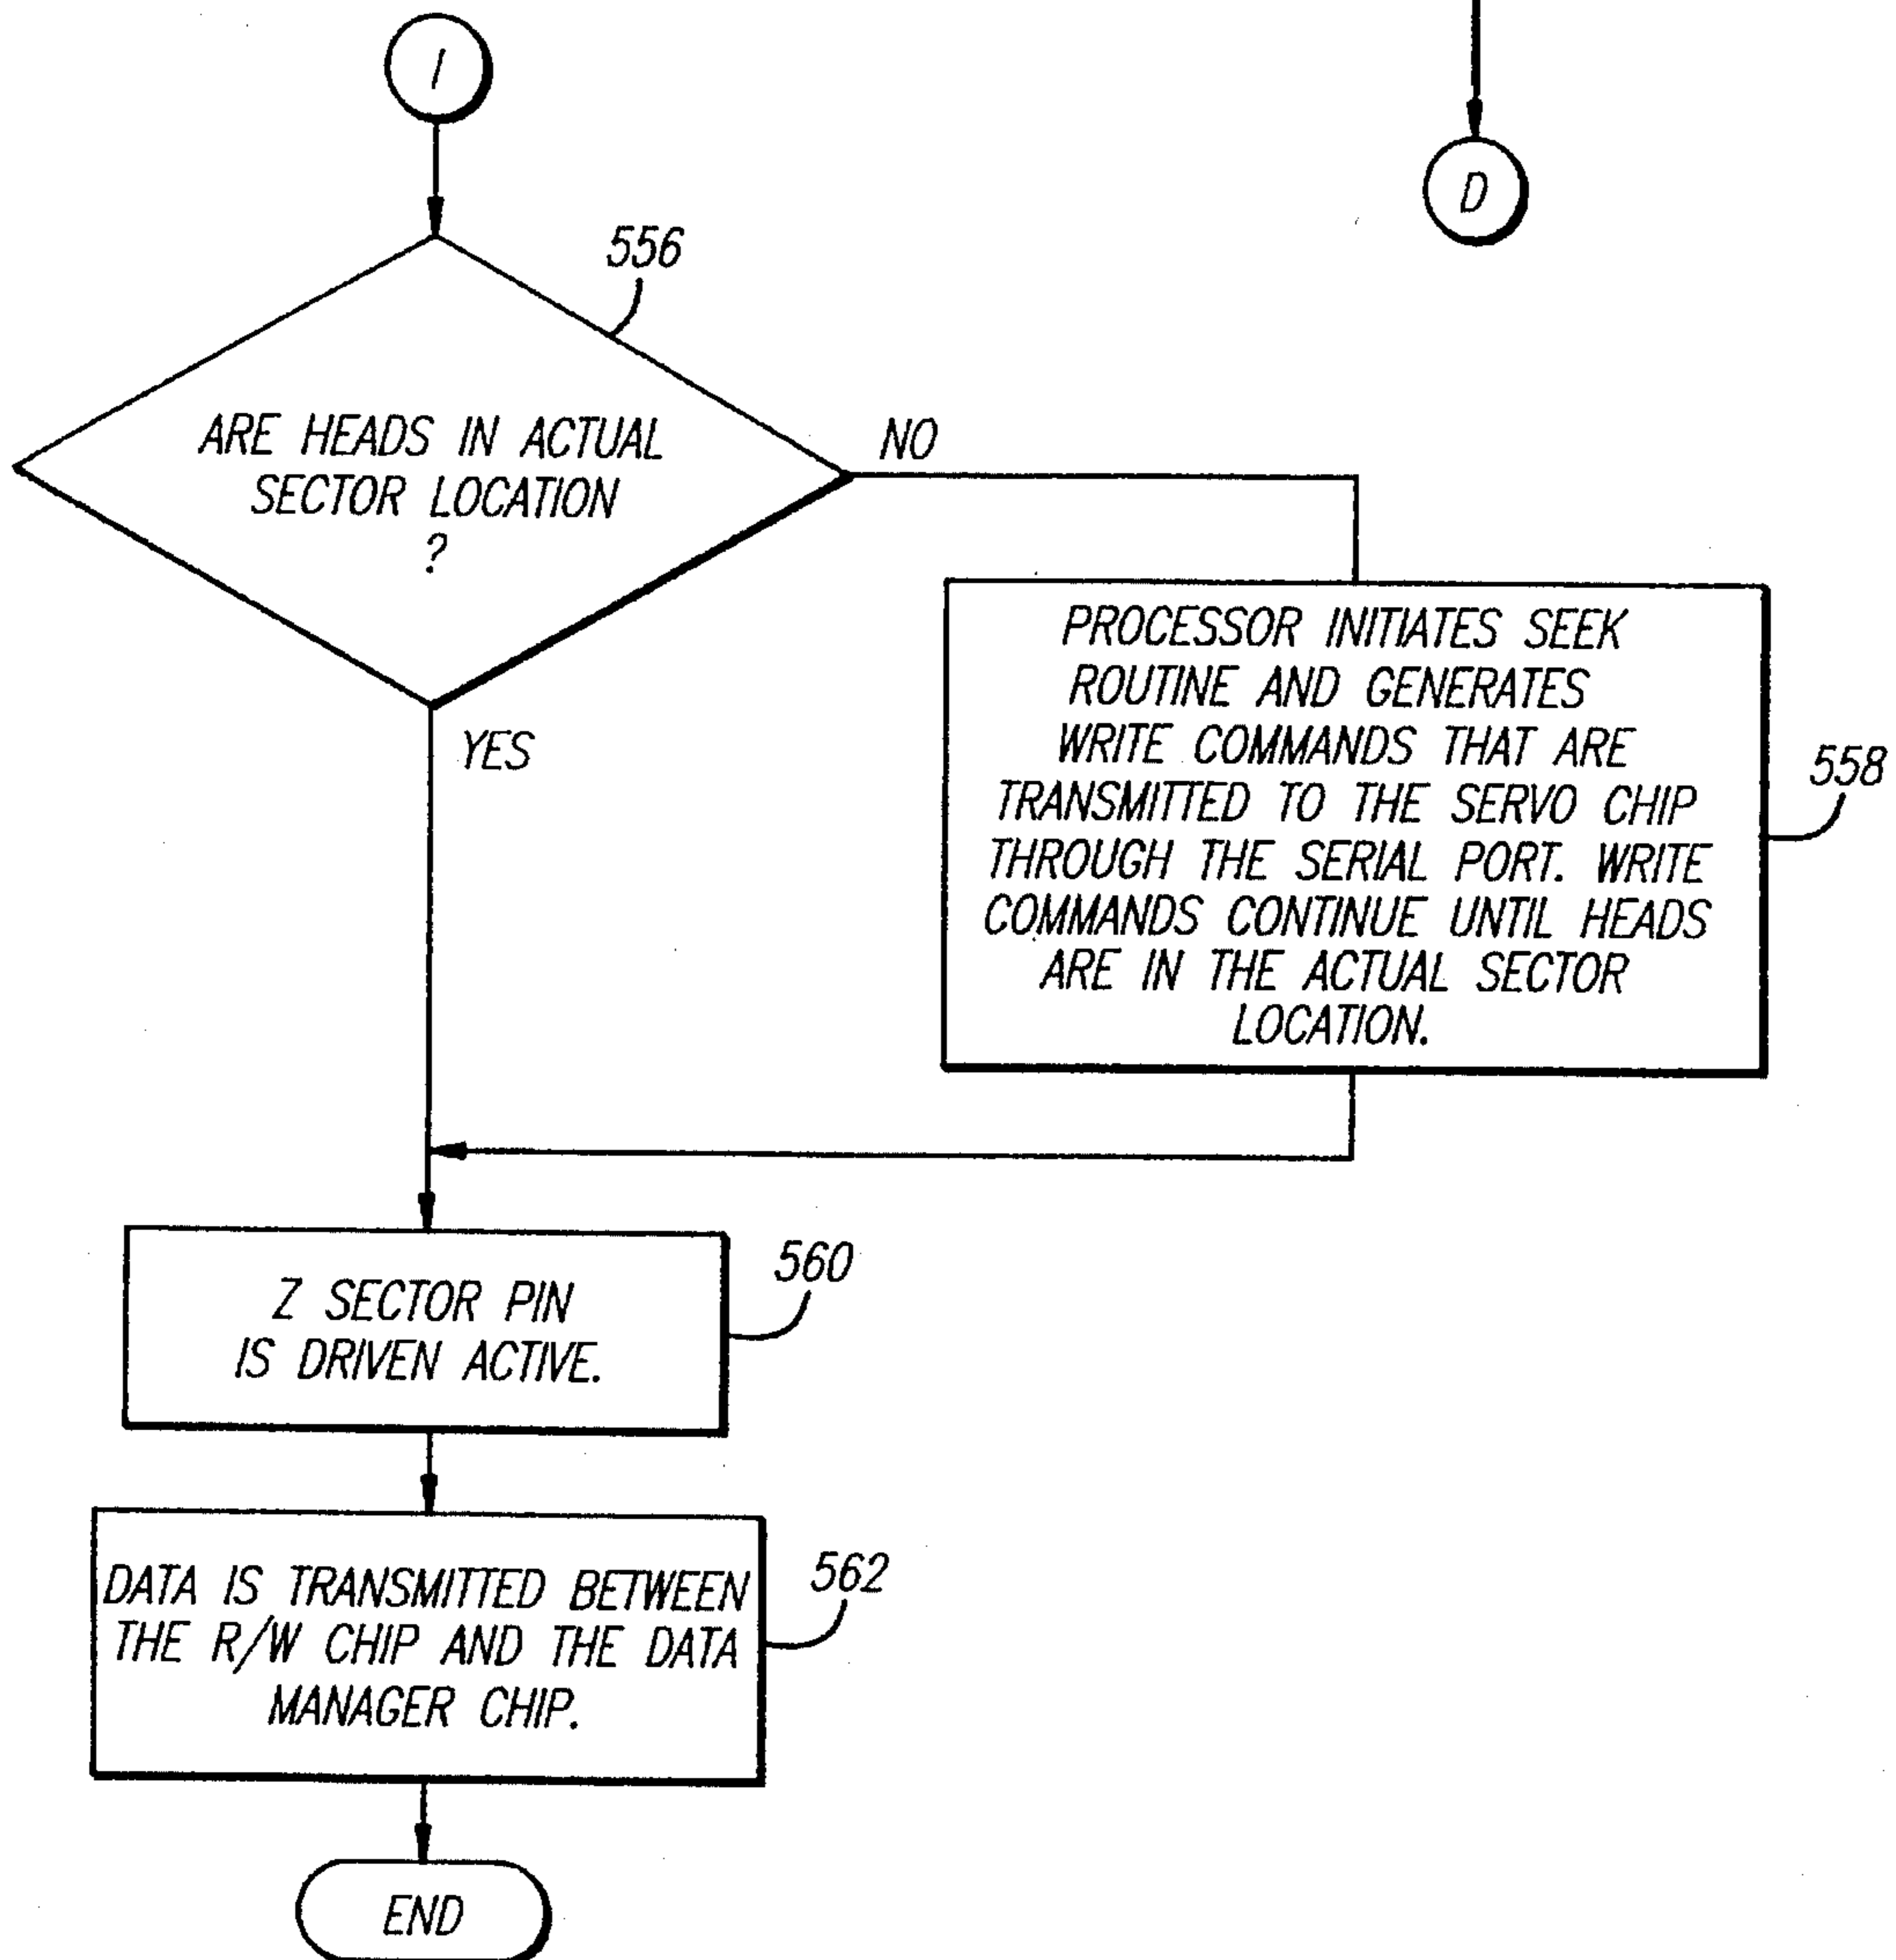 I
D
556
ARE HEADS IN ACTUAL
SECTOR LOCATION
?
NO
YES
PROCESSOR INITIATES SEEK
ROUTINE AND GENERATES
WRITE COMMANDS THAT ARE
TRANSMITTED TO THE SERVO CHIP
THROUGH THE SERIAL PORT. WRITE
COMMANDS CONTINUE UNTIL HEADS
ARE IN THE ACTUAL SECTOR
LOCATION.
558
Z SECTOR PIN
IS DRIVEN ACTIVE.
560
DATA IS TRANSMITTED BETWEEN
THE R/W CHIP AND THE DATA
MANAGER CHIP.
562
END